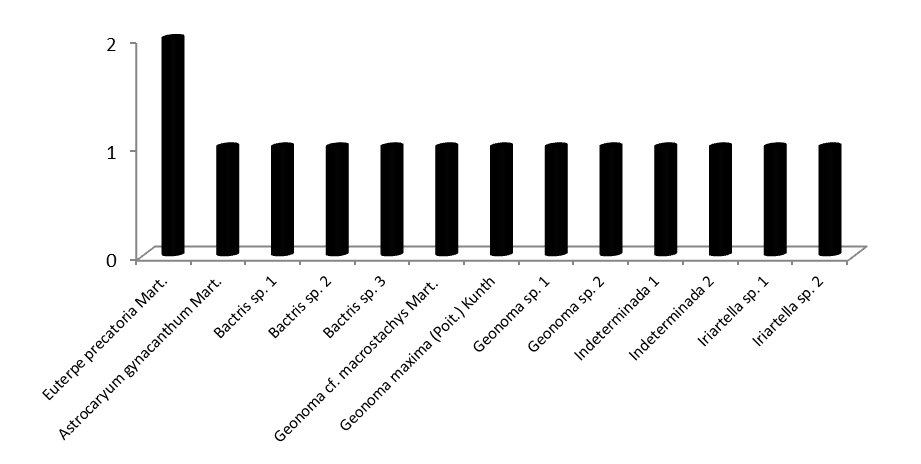 2
1
0
Euterpe precatoria Mart.
Astrocaryum gynacanthum Mart.
Bactris sp. 1
Bactris sp. 2
Bactris sp. 3
Geonoma cf. macrostachys Mart.
Geonoma maxima (Poit.) Kunth
Geonoma sp. 1
Geonoma sp. 2
Indeterminada 1
Indeterminada 2
Iriartella sp. 1
Iriartella sp. 2